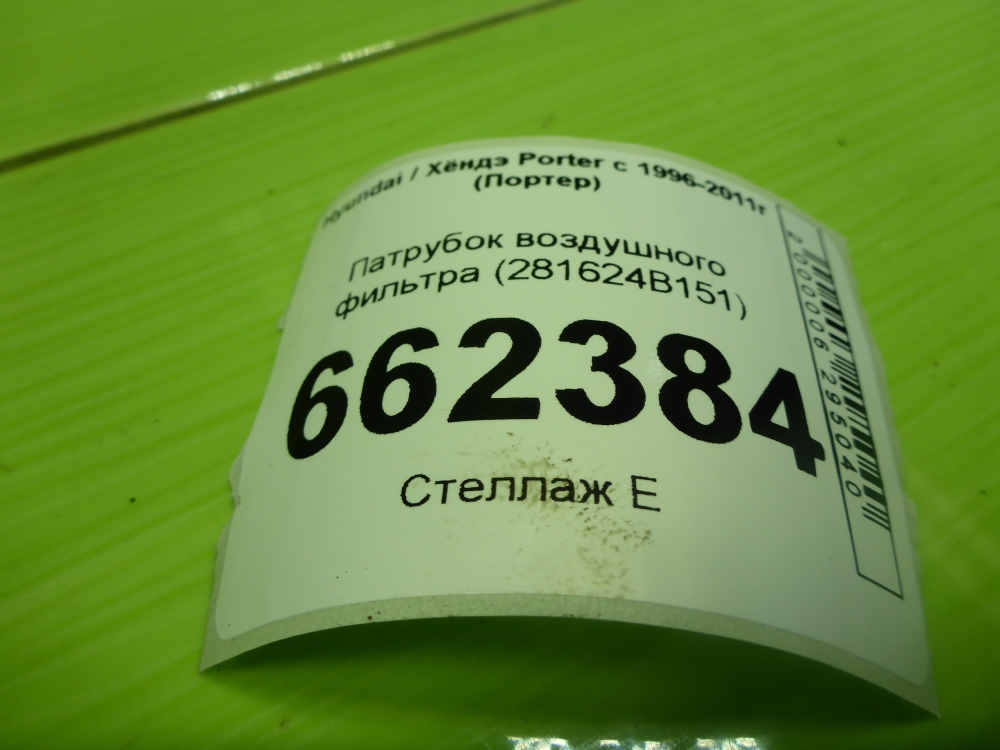 Hyundai / Хёндэ Porter с 1996-2011г
(Портер)
Патрубок воздушного
фильтра (281624B151)
662384
Стеллаж Е
2000006295040